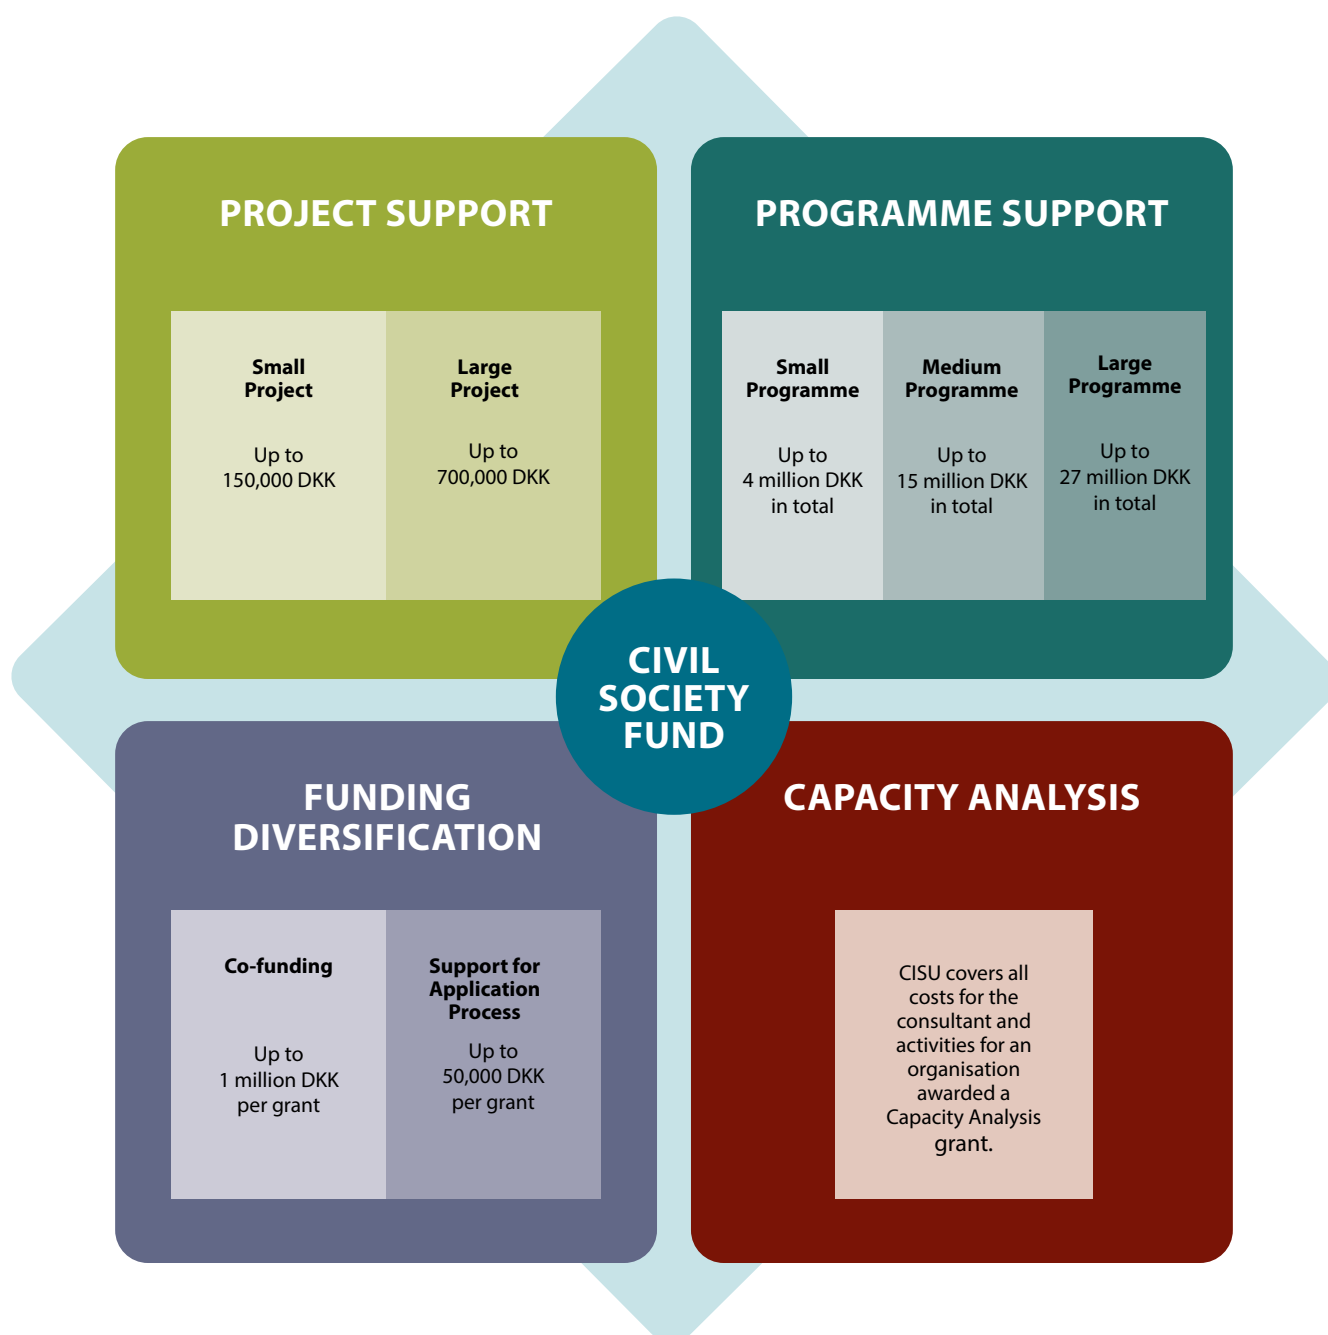 PROJECT SUPPORT
Small
Project
Up to
150,000 DKK
Large
Project
Up to
700,000 DKK
PROGRAMME SUPPORT
Small
Programme
Up to
4 million DKK
in total
Medium
Programme
Up to
15 million DKK
in total
Large
Programme
Up to
27 million DKK
in total
CIVIL
SOCIETY
FUND
FUNDING
DIVERSIFICATION
Co-funding
Up to
1 million DKK
per grant
Support for
Application
Process
Up to
50,000 DKK
per grant
CAPACITY ANALYSIS
CISU covers all
costs for the
consultant and
activities for an
organisation
awarded a
Capacity Analysis
grant.